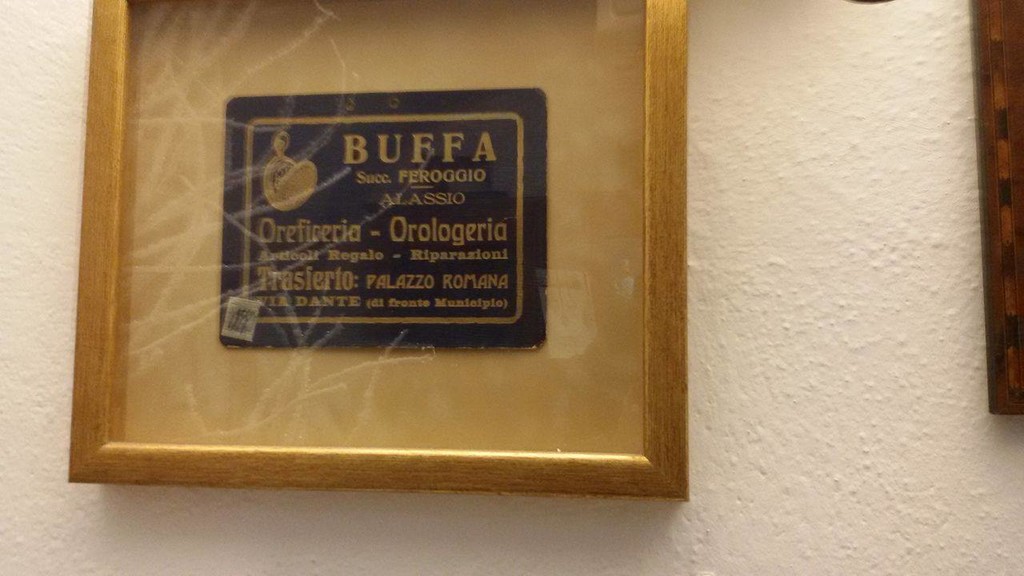 BUFFA
Succ. FEROGGIO
ALASSIO
Oreficeria - Orologeria
Articoli Regalo - Riparazioni
Trasferto: PALAZZO ROMANA
VIA DANTE (di fronte Municipio)